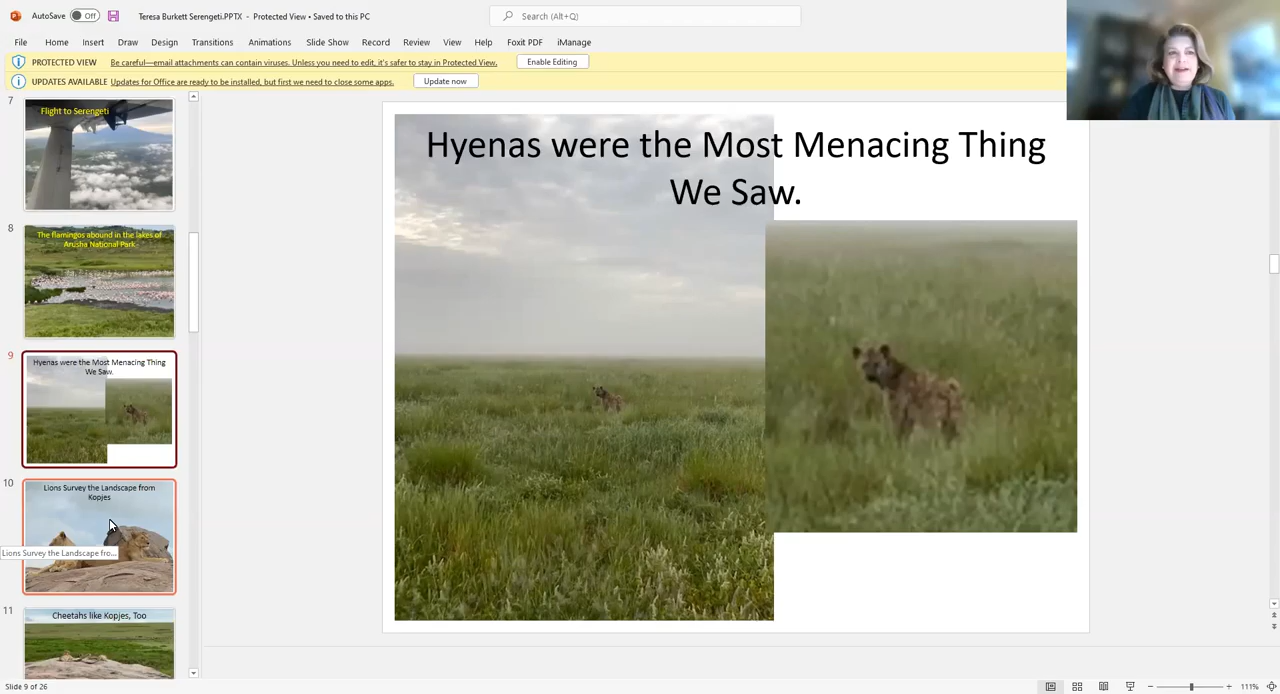 AutoSave Off Teresa Burkett Serengeti.PPTX - Protected View • Saved to this PC Search (Alt+Q)
File Home Insert Draw Design Transitions Animations Slide Show Record Review View Help Foxit PDF iManage
PROTECTED VIEW Be careful—email attachments can contain viruses. Unless you need to edit, it's safer to stay in Protected View. Enable Editing
UPDATES AVAILABLE Updates for Office are ready to be installed, but first we need to close some apps. Update now
7
Flight to Serengeti
8
The flamingos abound in the lakes of
Arusha National Park
9
Hyenas were the Most Menacing Thing
We Saw.
10
Lions Survey the Landscape from
Kopjes
Lions Survey the Landscape fro...
11
Cheetahs like Kopjes, Too
Hyenas were the Most Menacing Thing
We Saw.
Slide 9 of 26
111%